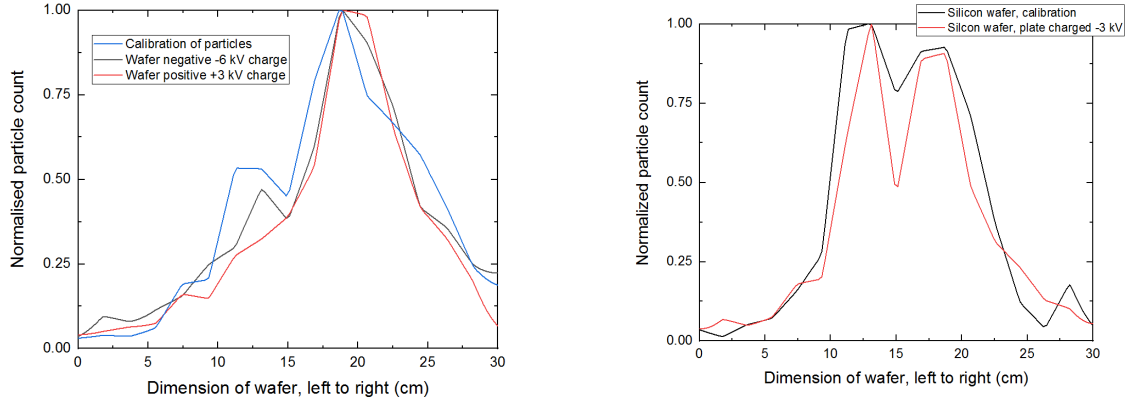 1.00
0.75
0.50
0.25
0.00
0
5
10
15
20
25
30
Normalised particle count
Dimension of wafer, left to right (cm)
Calibration of particles
Wafer negative -6 kV charge
Wafer positive +3 kV charge
1.00
0.75
0.50
0.25
0.00
0
5
10
15
20
25
30
Normalized particle count
Dimension of wafer, left to right (cm)
Silicon wafer, calibration
Silcon wafer, plate charged -3 kV